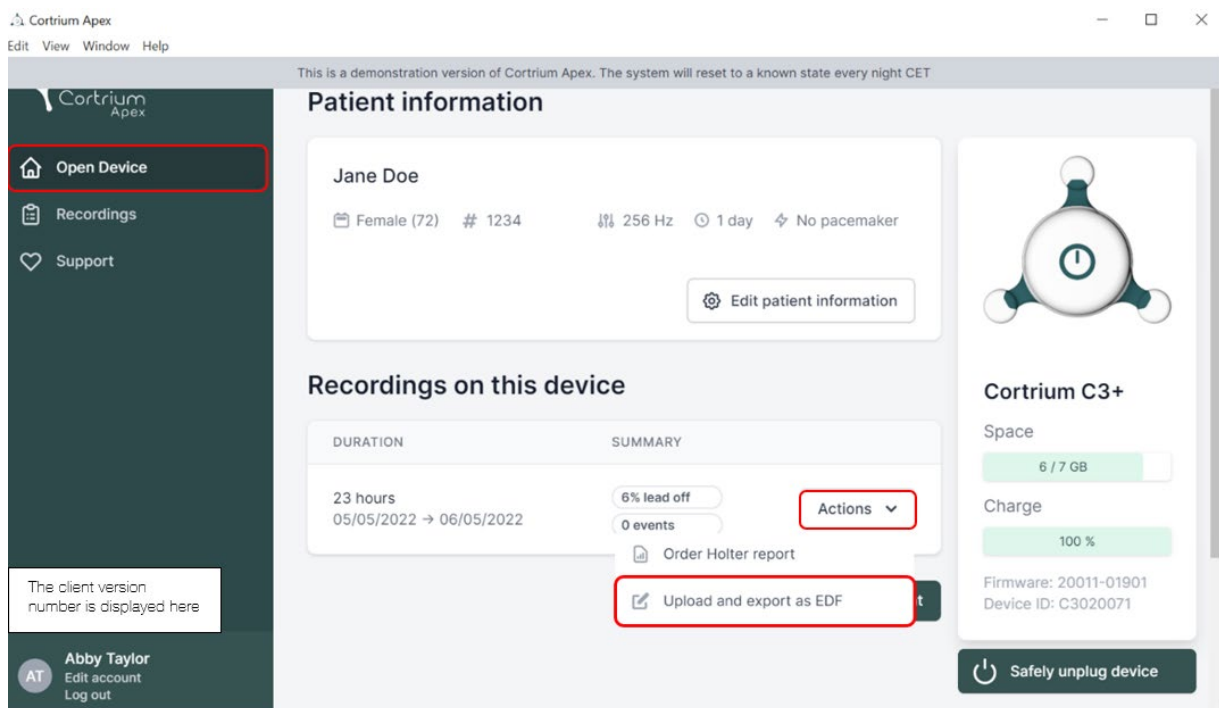 Cortrium Apex
Edit View Window Help
This is a demonstration version of Cortrium Apex. The system will reset to a known state every night CET
Cortrium
Apex
Open Device
Recordings
Support
The client version
number is displayed here
AT
Abby Taylor
Edit account
Log out
Patient information
Jane Doe
Female (72) # 1234 256 Hz 1 day No pacemaker
Edit patient information
Recordings on this device
DURATION SUMMARY
23 hours
05/05/2022 → 06/05/2022
6% lead off
0 events
Actions
Order Holter report
Upload and export as EDF
t
Cortrium C3+
Space
6 / 7 GB
Charge
100 %
Firmware: 20011-01901
Device ID: C3020071
Safely unplug device